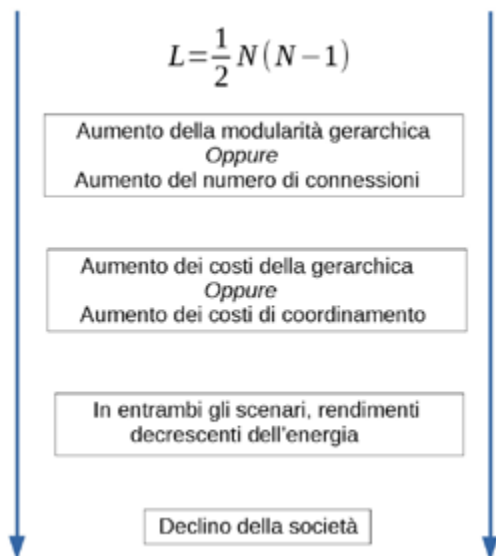 L=1/2 N(N−1)
Aumento della modularità gerarchica
Oppure
Aumento del numero di connessioni
Aumento dei costi della gerarchica
Oppure
Aumento dei costi di coordinamento
In entrambi gli scenari, rendimenti
decrescenti dell'energia
Declino della società